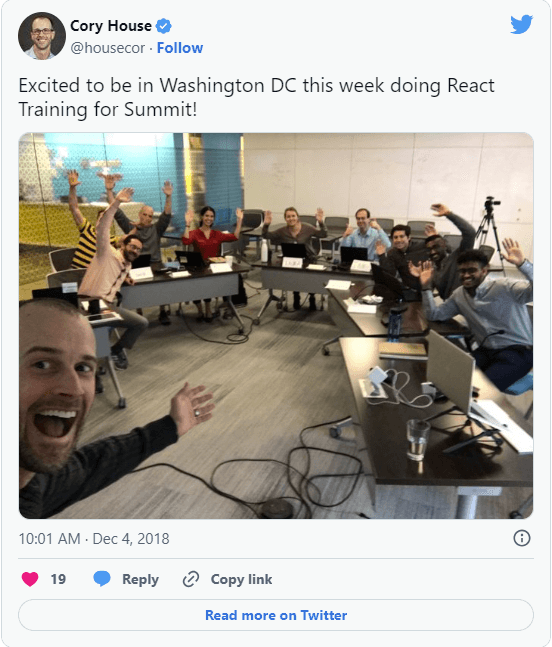 Cory House
@housecor · Follow
Excited to be in Washington DC this week doing React
Training for Summit!
10:01 AM · Dec 4, 2018
19 Reply Copy link
Read more on Twitter